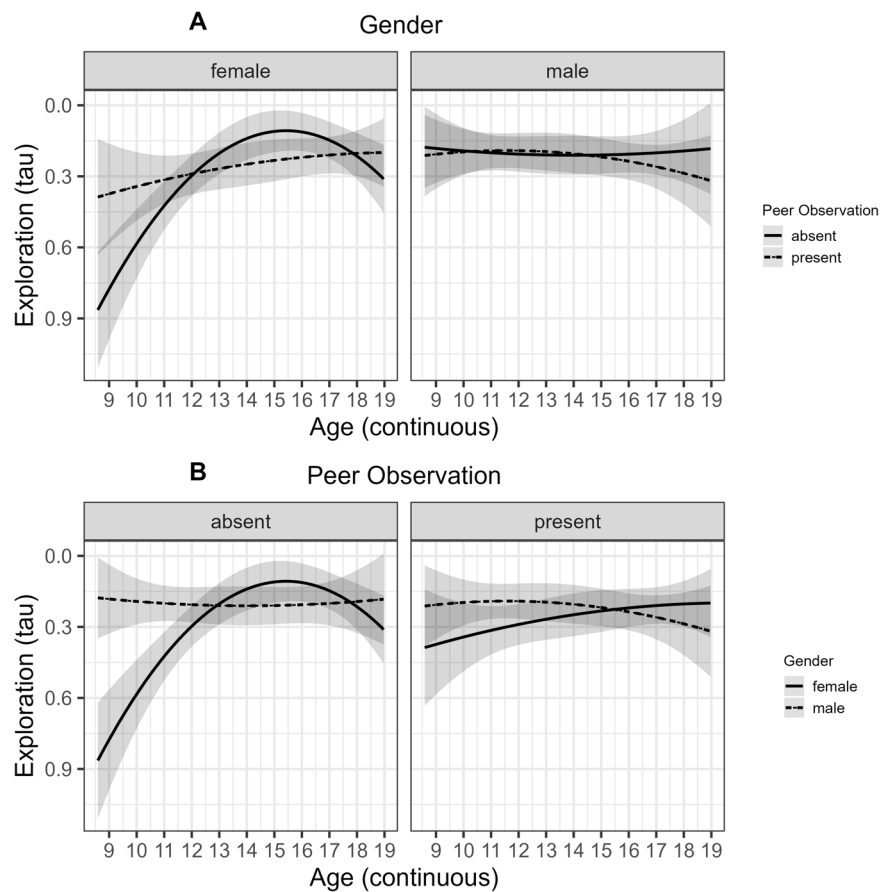 A Gender
female male
0.0
0.3
0.6
0.9
Exploration (tau)
9 10 11 12 13 14 15 16 17 18 19 9 10 11 12 13 14 15 16 17 18 19
Age (continuous)
Peer Observation
absent
present
B Peer Observation
absent present
0.0
0.3
0.6
0.9
Exploration (tau)
9 10 11 12 13 14 15 16 17 18 19 9 10 11 12 13 14 15 16 17 18 19
Age (continuous)
Gender
female
male